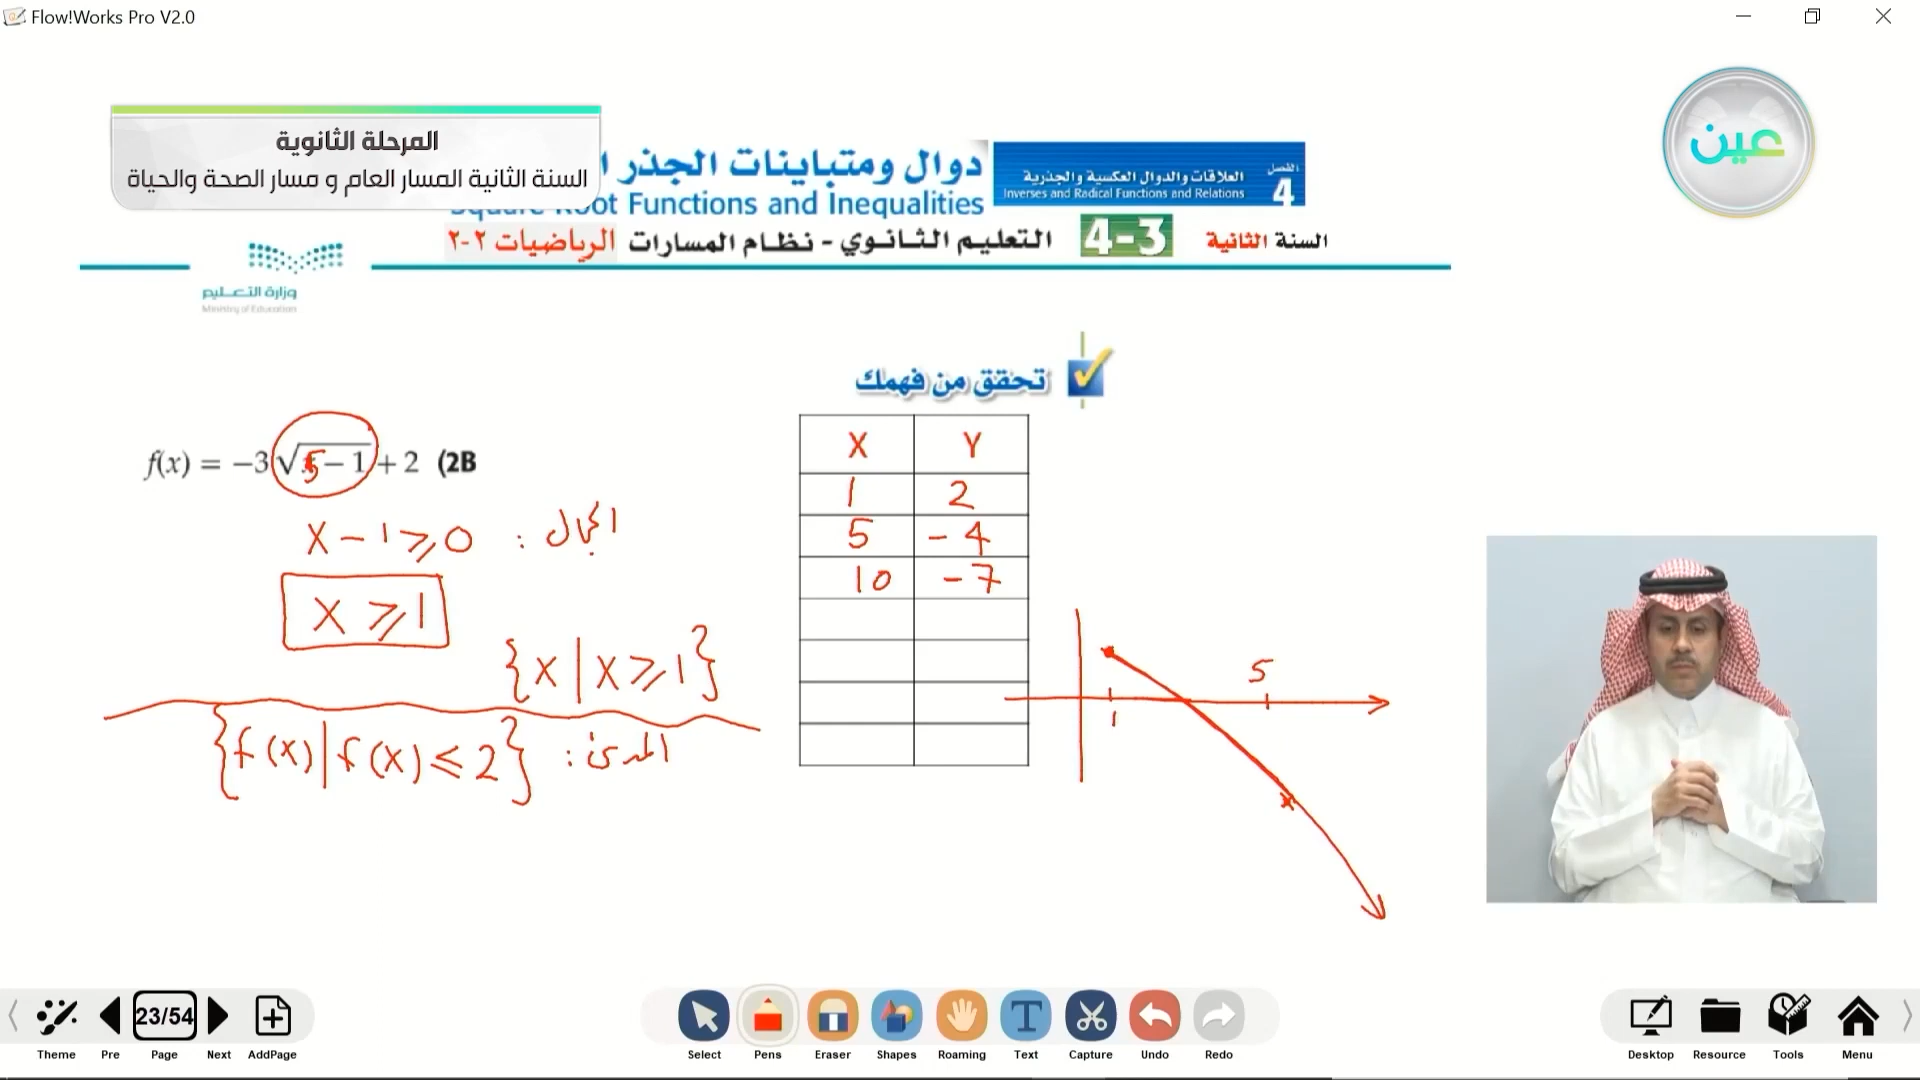 Flow!Works Pro V2.0
عين
المرحلة الثانوية
السنة الثانية المسار العام و مسار الصحة والحياة
دوال ومتباينات الجذر
Square Root Functions and Inequalities
الفصل 4
العلاقات والدوال العكسية والجذرية
Inverses and Radical Functions and Relations
السنة الثانية 4-3 التعليم الثانوي - نظام المسارات الرياضيات ٢-٢
وزارة التعليم
Ministry of Education
تحقق من فهمك
f(x) = −3√5 − 1 + 2 (2B
المجال : x − 1 ≥ 0
x ≥ 1
{x | x ≥ 1}
المدى : {f(x) | f(x) ≤ 2}
X Y
1 2
5 -4
10 -7
5
1
23/54
Theme Pre Page Next AddPage
Select Pens Eraser Shapes Roaming Text Capture Undo Redo
Desktop Resource Tools Menu